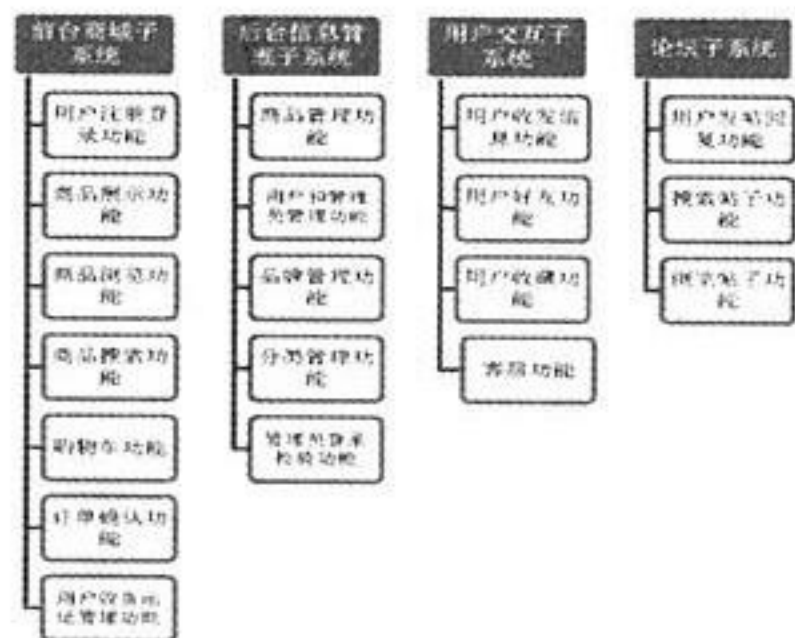 前台商城子
系统
用户注册登
录功能
商品展示功
能
商品浏览功
能
商品搜索功
能
购物车功能
订单确认功
能
用户收货地
址管理功能
后台信息管
理子系统
商品管理功
能
用户和管理
员管理功能
品牌管理功
能
分类管理功
能
管理员登录
检验功能
用户交互子
系统
用户收发信
息功能
用户好友功
能
用户收藏功
能
客服功能
论坛子系统
用户发帖回
复功能
搜索帖子功
能
浏览帖子功
能